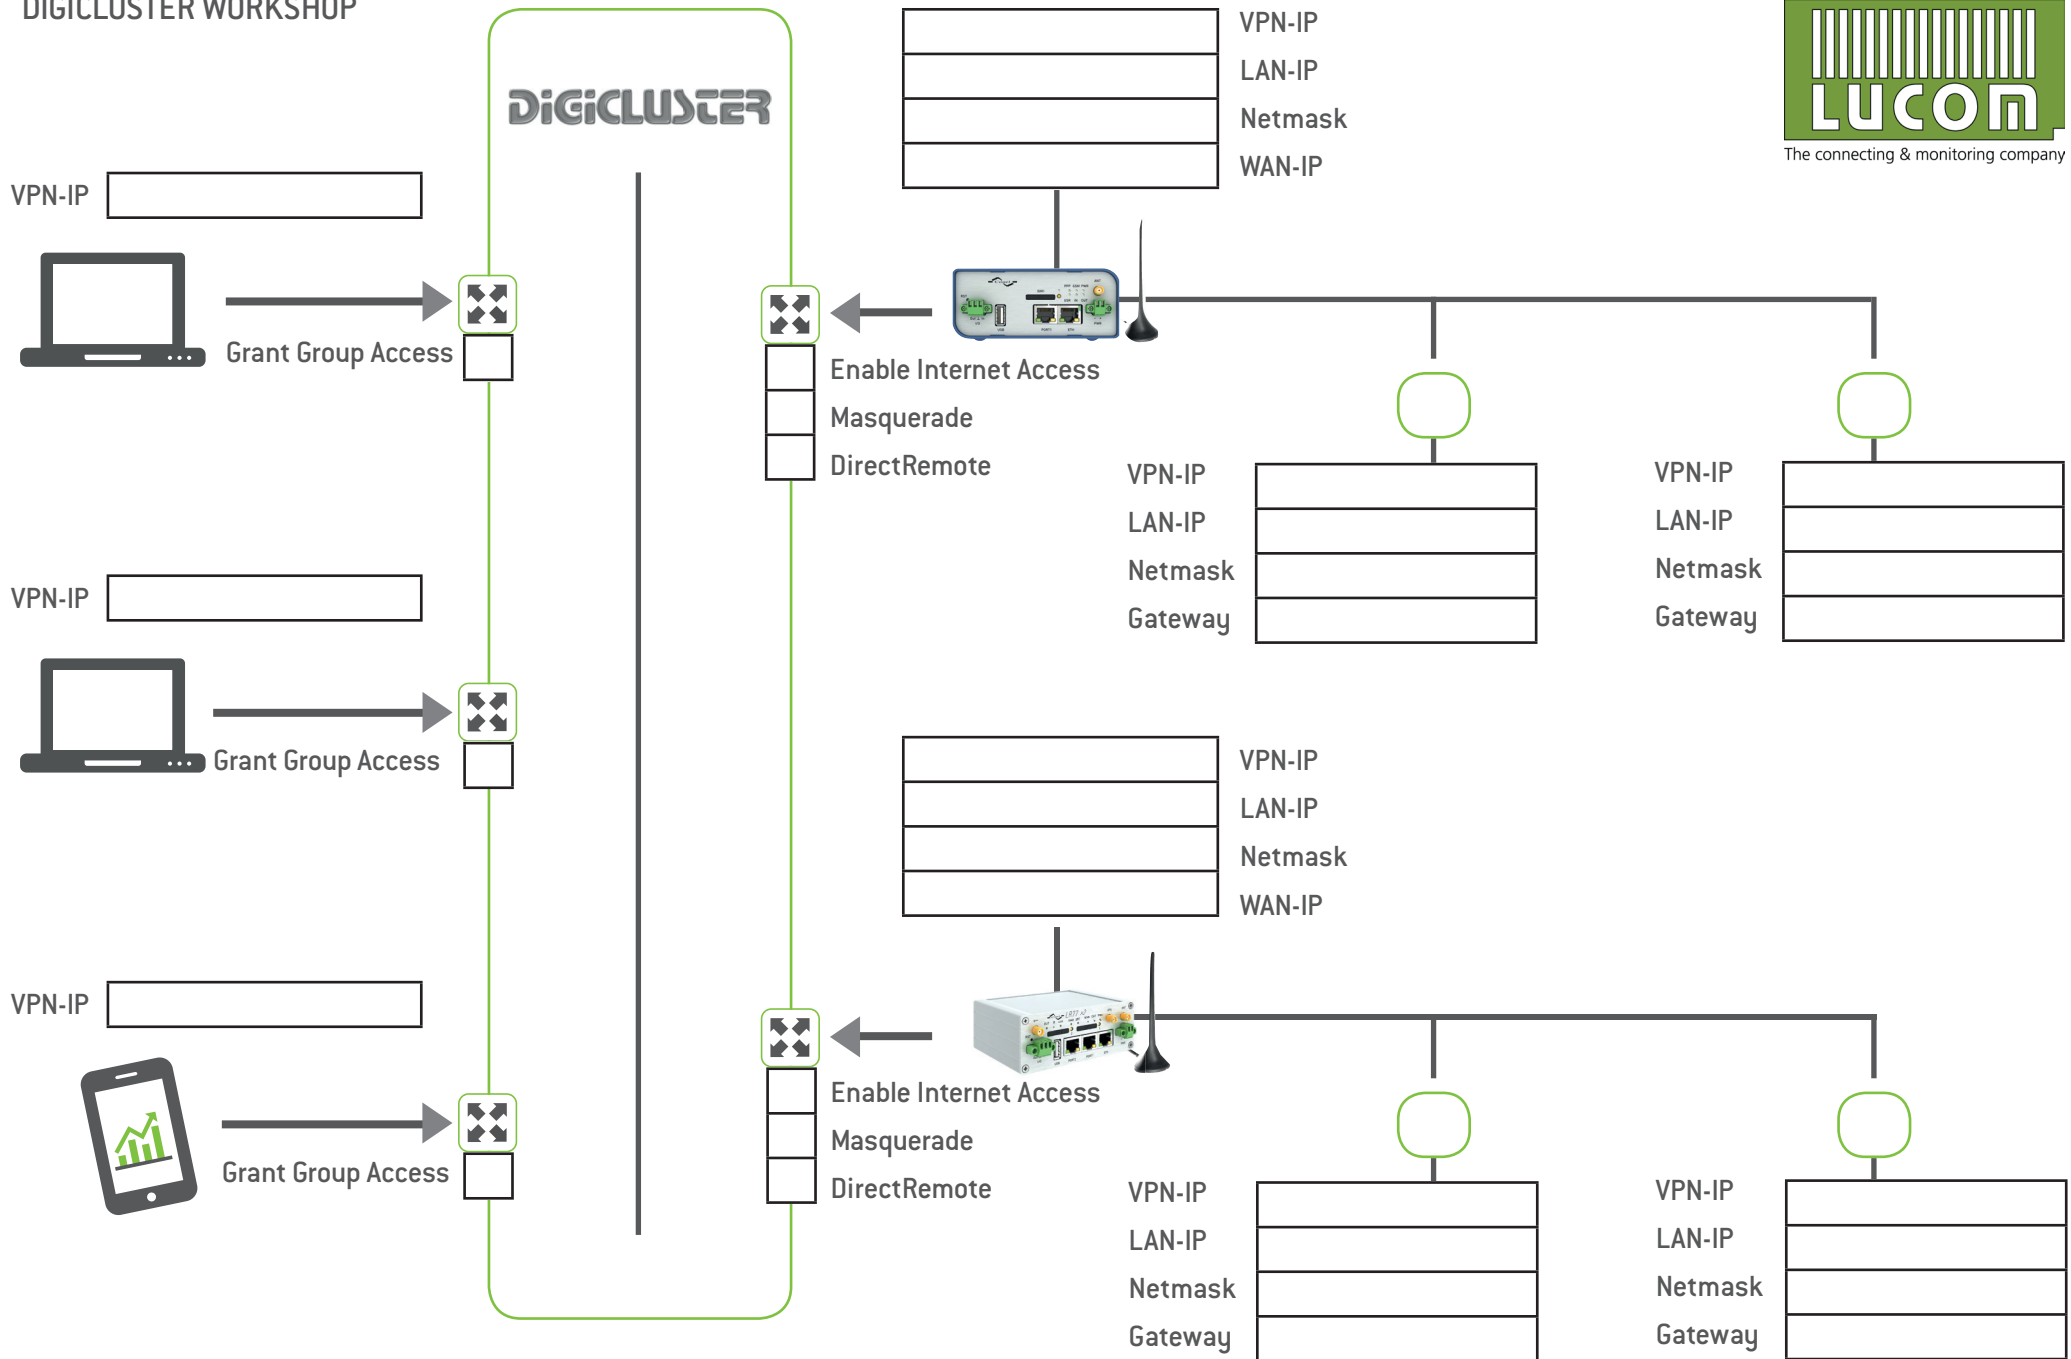 DIGICLUSTER WORKSHOP
DIGICLUSTER
VPN-IP
LAN-IP
Netmask
WAN-IP
LUCOM
The connecting & monitoring company
VPN-IP
Grant Group Access
Enable Internet Access
Masquerade
DirectRemote
VPN-IP
LAN-IP
Netmask
Gateway
VPN-IP
LAN-IP
Netmask
Gateway
VPN-IP
Grant Group Access
VPN-IP
LAN-IP
Netmask
WAN-IP
VPN-IP
Grant Group Access
Enable Internet Access
Masquerade
DirectRemote
VPN-IP
LAN-IP
Netmask
Gateway
VPN-IP
LAN-IP
Netmask
Gateway